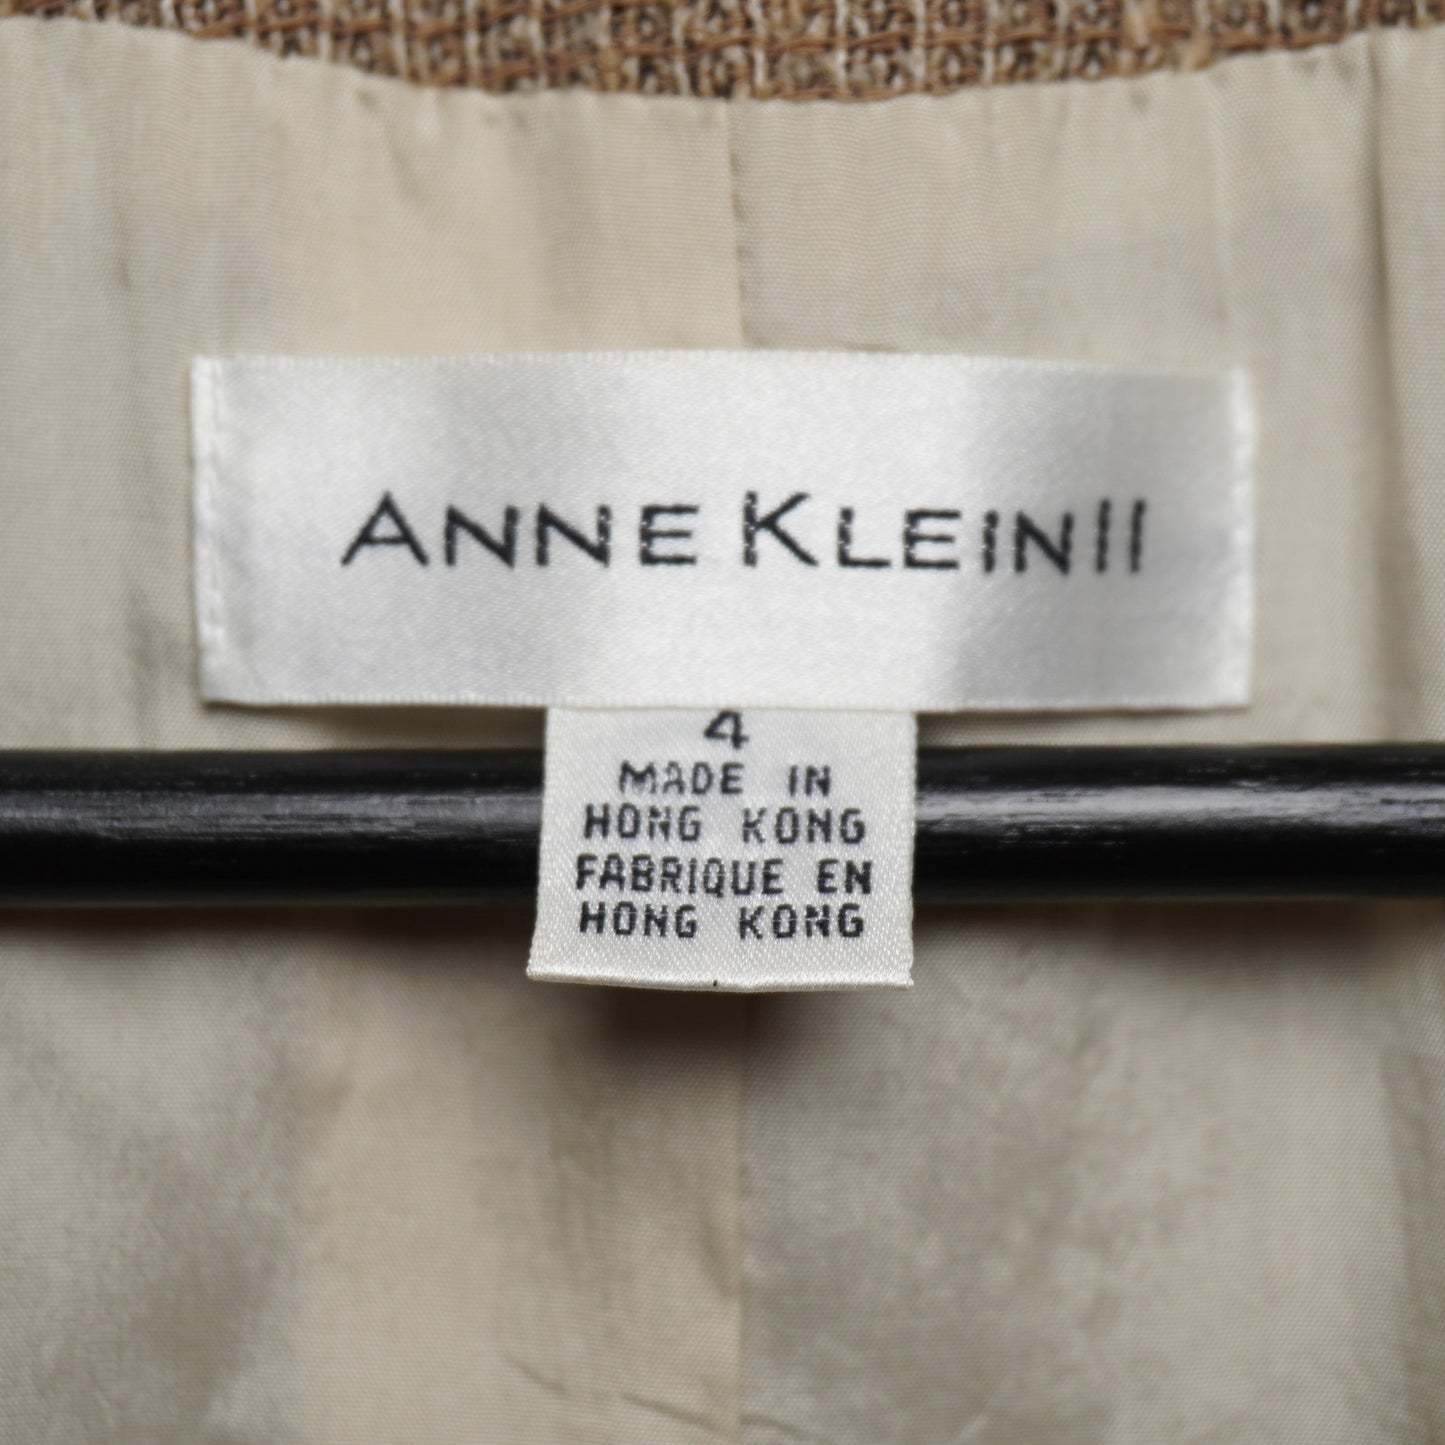 ANNE KLEIN II
4
MADE IN
HONG KONG
FABRIQUE EN
HONG KONG